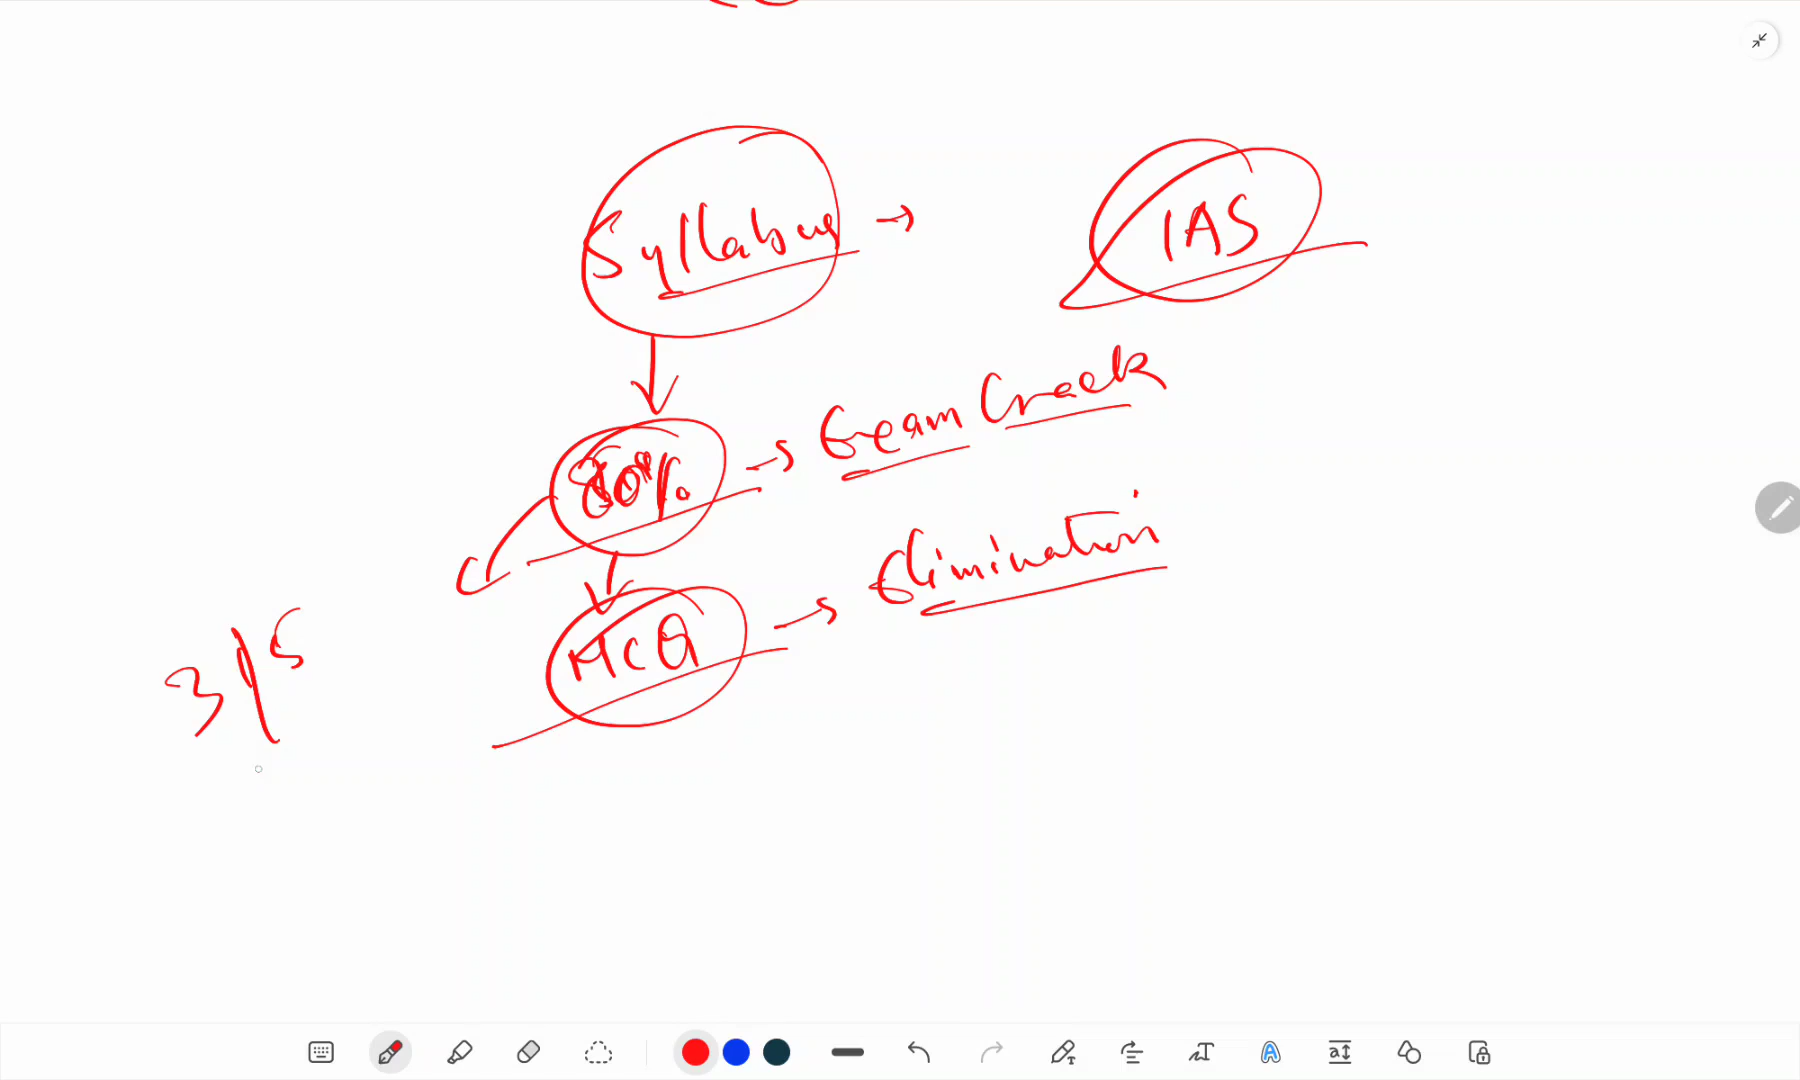 Syllabus → IAS
80% → Exam Crack
MCQ → Elimination
3/5